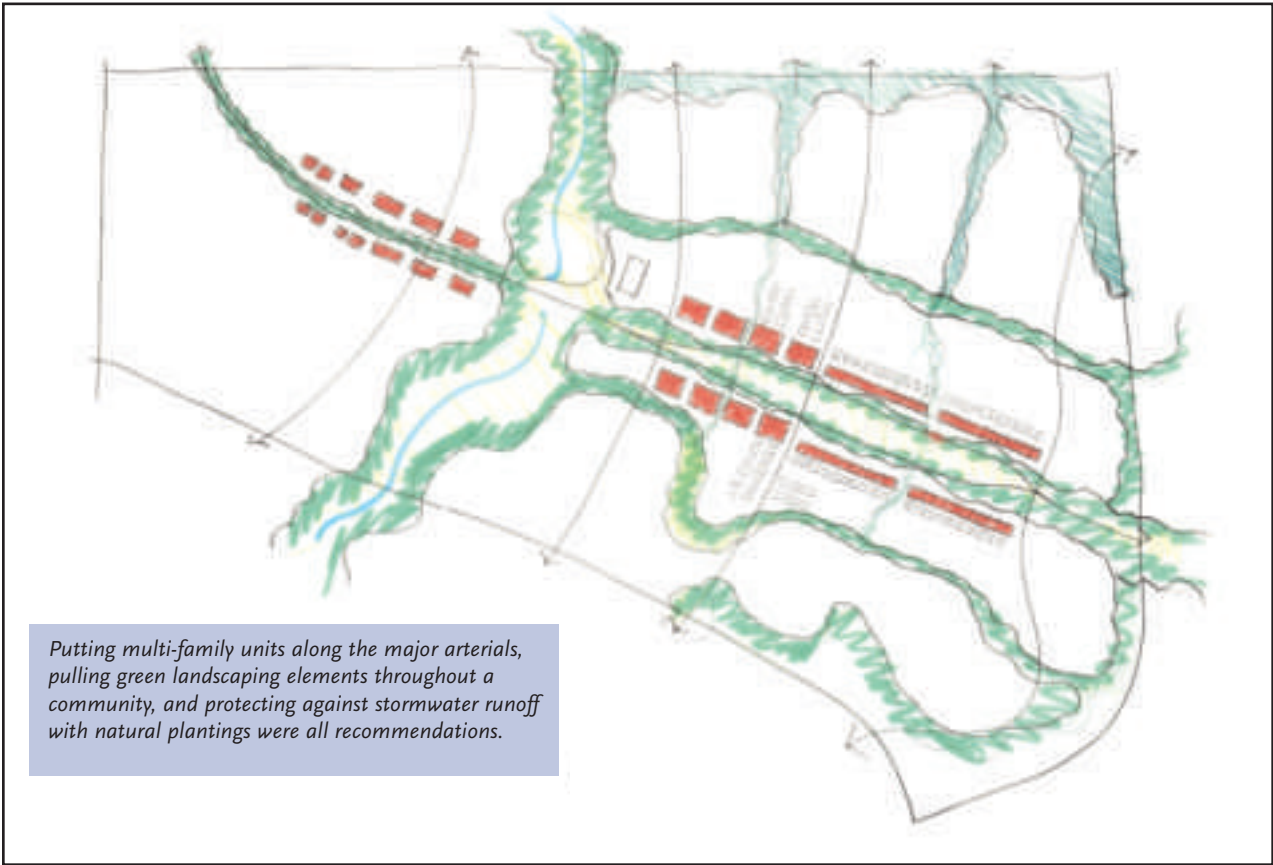 Putting multi-family units along the major arterials,
pulling green landscaping elements throughout a
community, and protecting against stormwater runoff
with natural plantings were all recommendations.